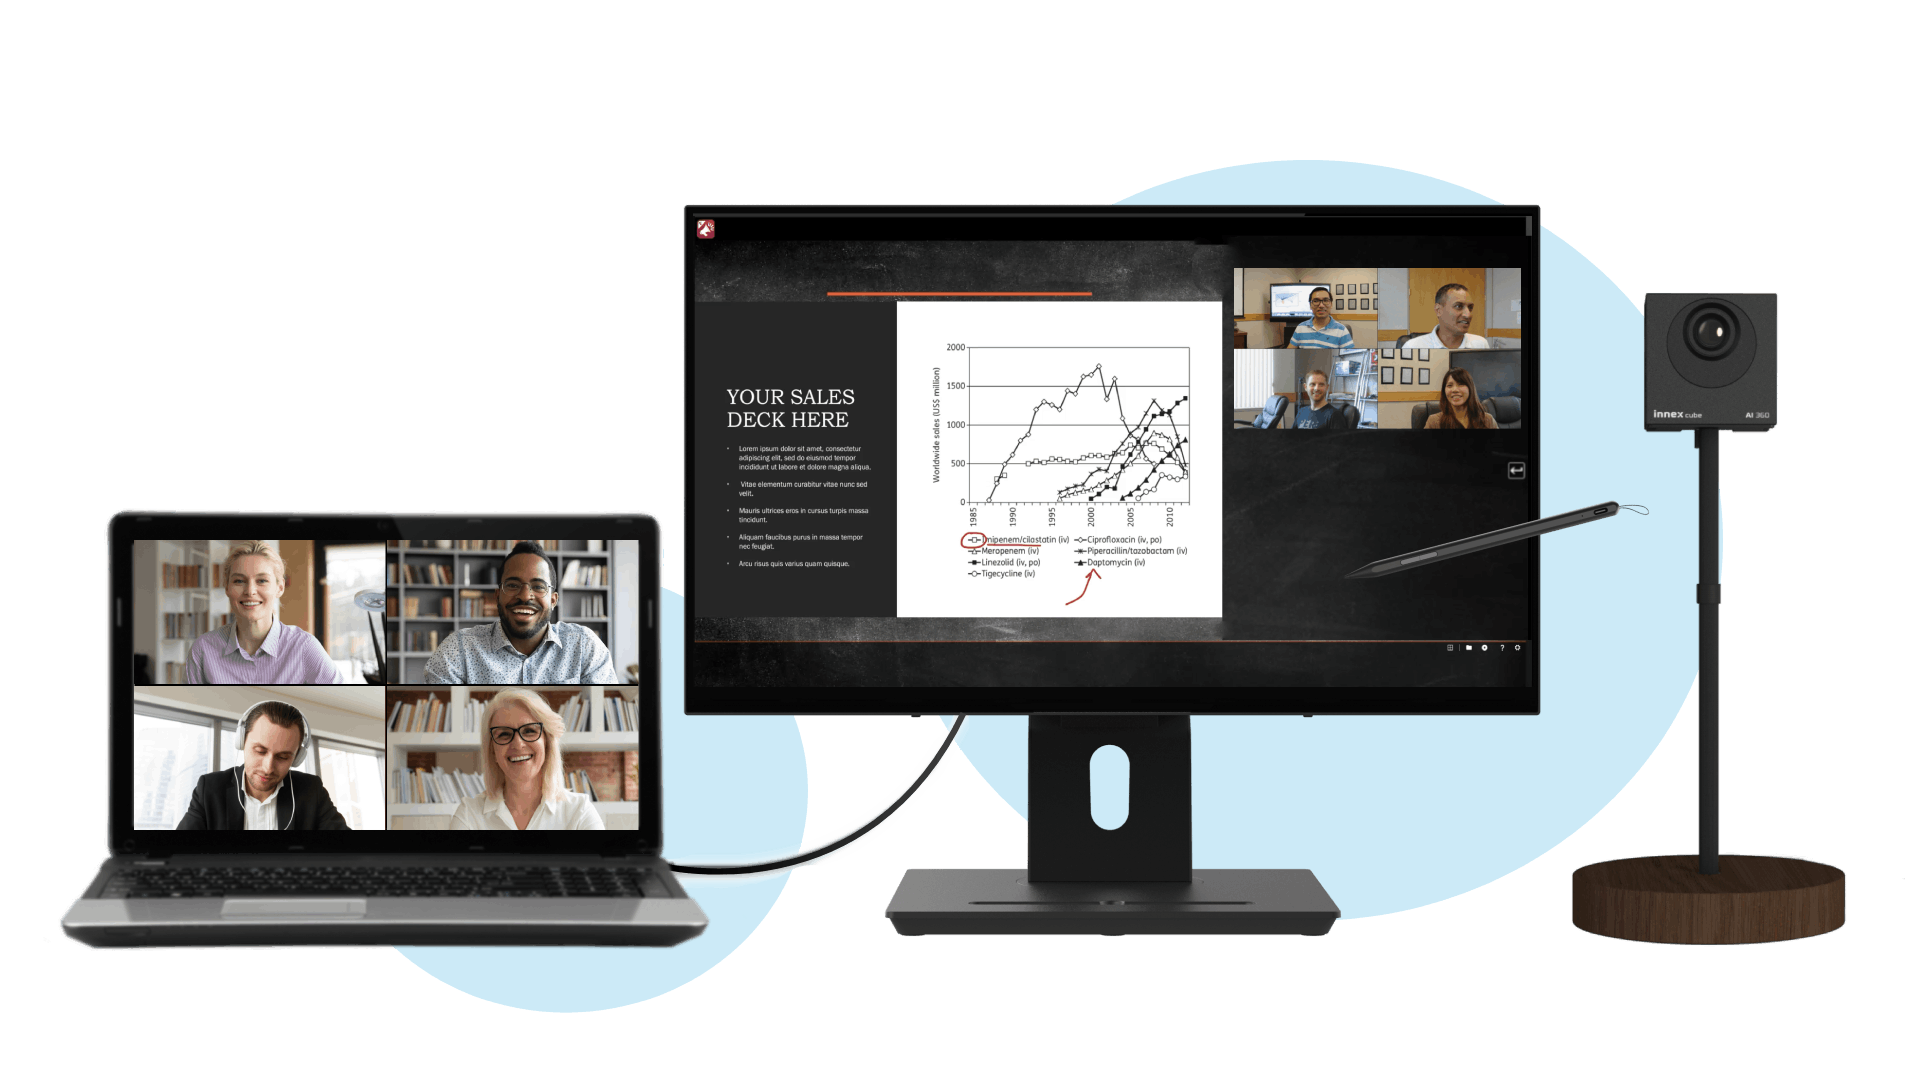 YOUR SALES
DECK HERE
• Lorem ipsum dolor sit amet, consectetur
adipiscing elit, sed do eiusmod tempor
incididunt ut labore et dolore magna aliqua.
• Vitae elementum curabitur vitae nunc sed
velit.
• Mauris ultrices eros in cursus turpis massa
tincidunt.
• Aliquam faucibus purus in massa tempor
nec feugiat.
• Arcu risus quis varius quam quisque.
Worldwide sales (US$ million)
2000
1500
1000
500
0
1985
1990
1995
2000
2005
2010
Imipenem/cilastatin (iv)
Ciprofloxacin (iv, po)
Meropenem (iv)
Piperacillin/tazobactam (iv)
Linezolid (iv, po)
Daptomycin (iv)
Tigecycline (iv)
?
innex cube
AI 360